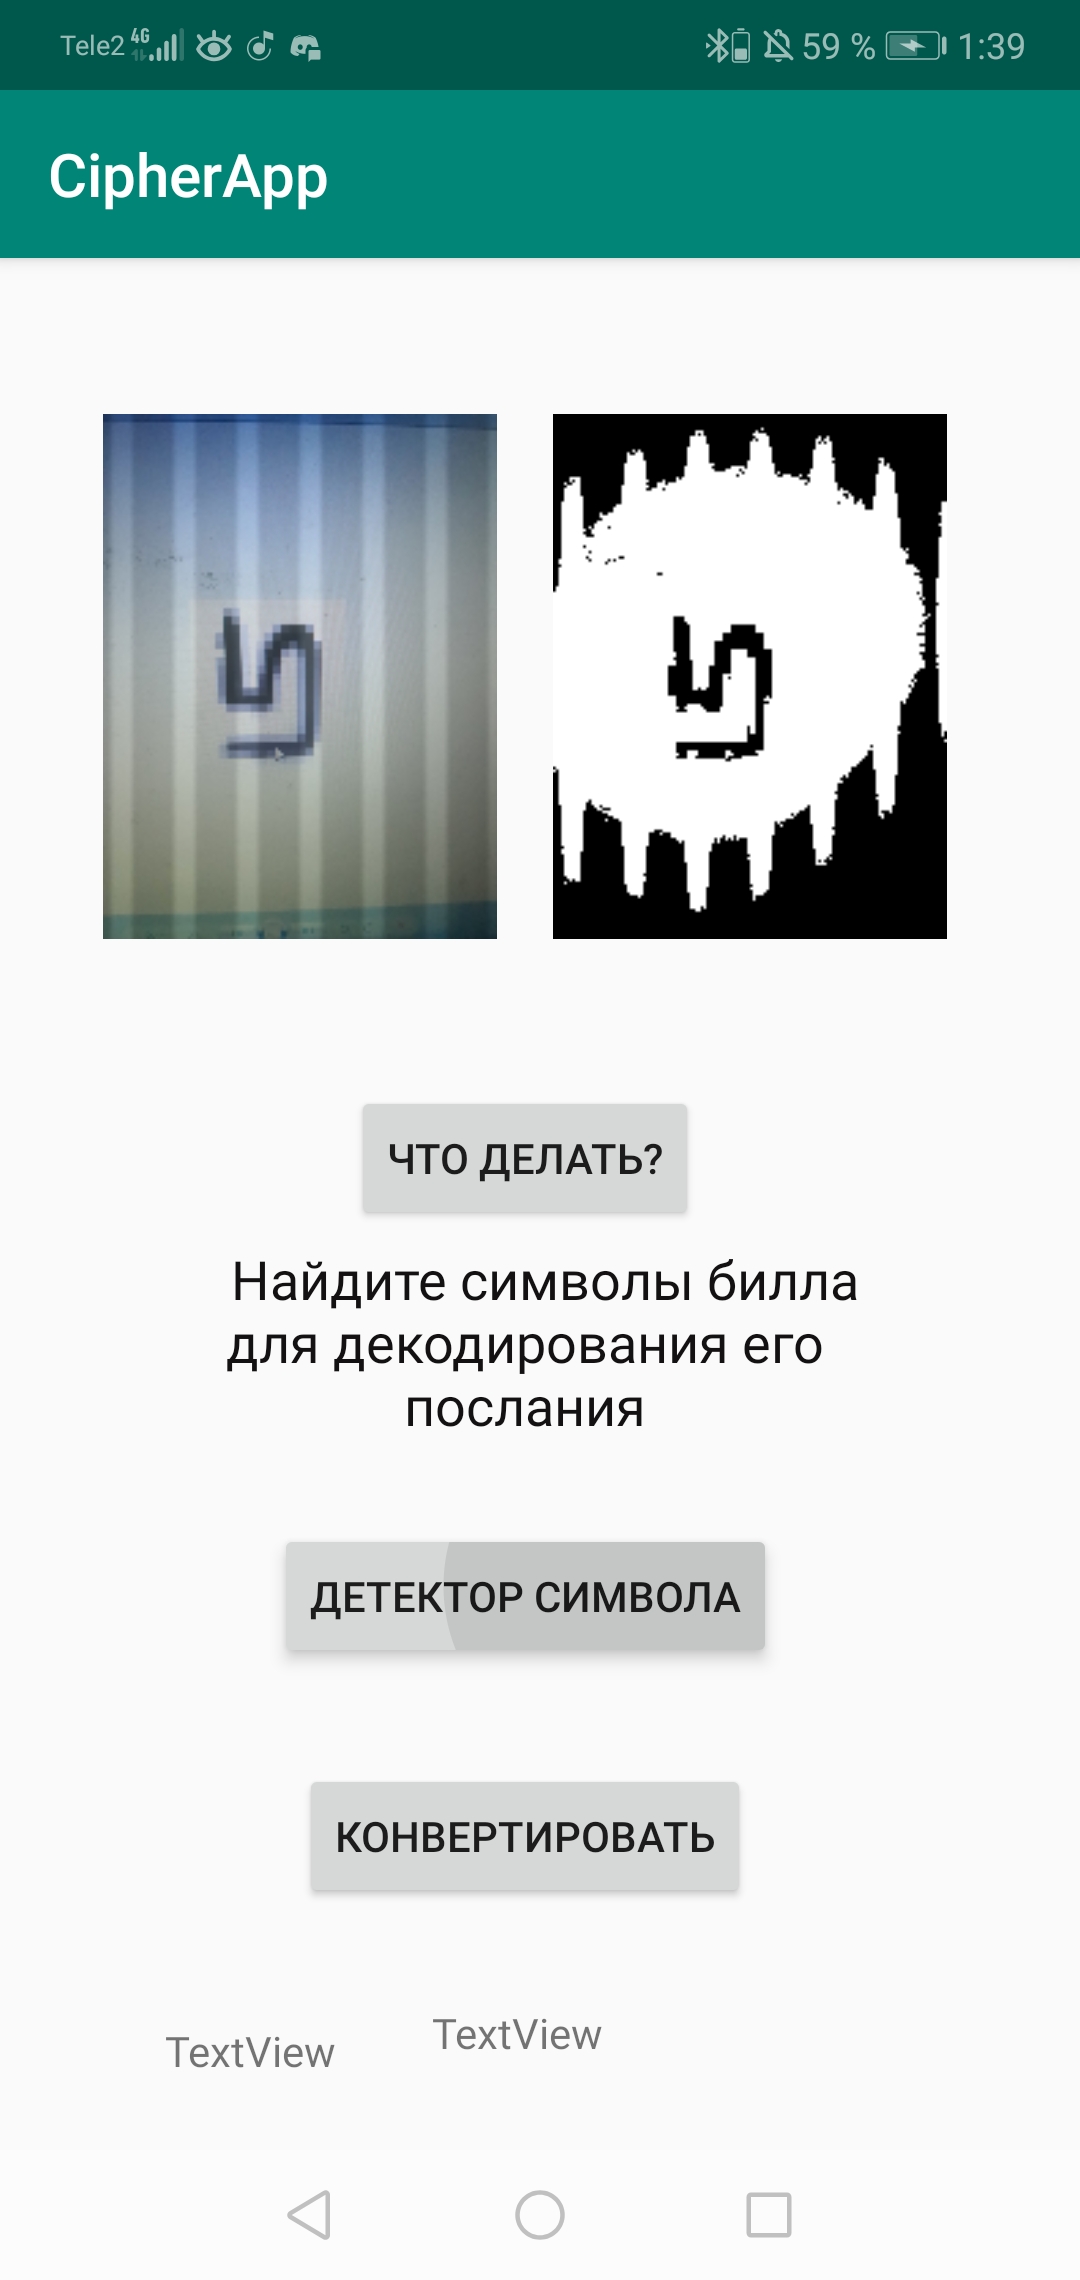 Tele2 4G 59 % 1:39
CipherApp
ЧТО ДЕЛАТЬ?
Найдите символы билла
для декодирования его
послания
ДЕТЕКТОР СИМВОЛА
КОНВЕРТИРОВАТЬ
TextView TextView